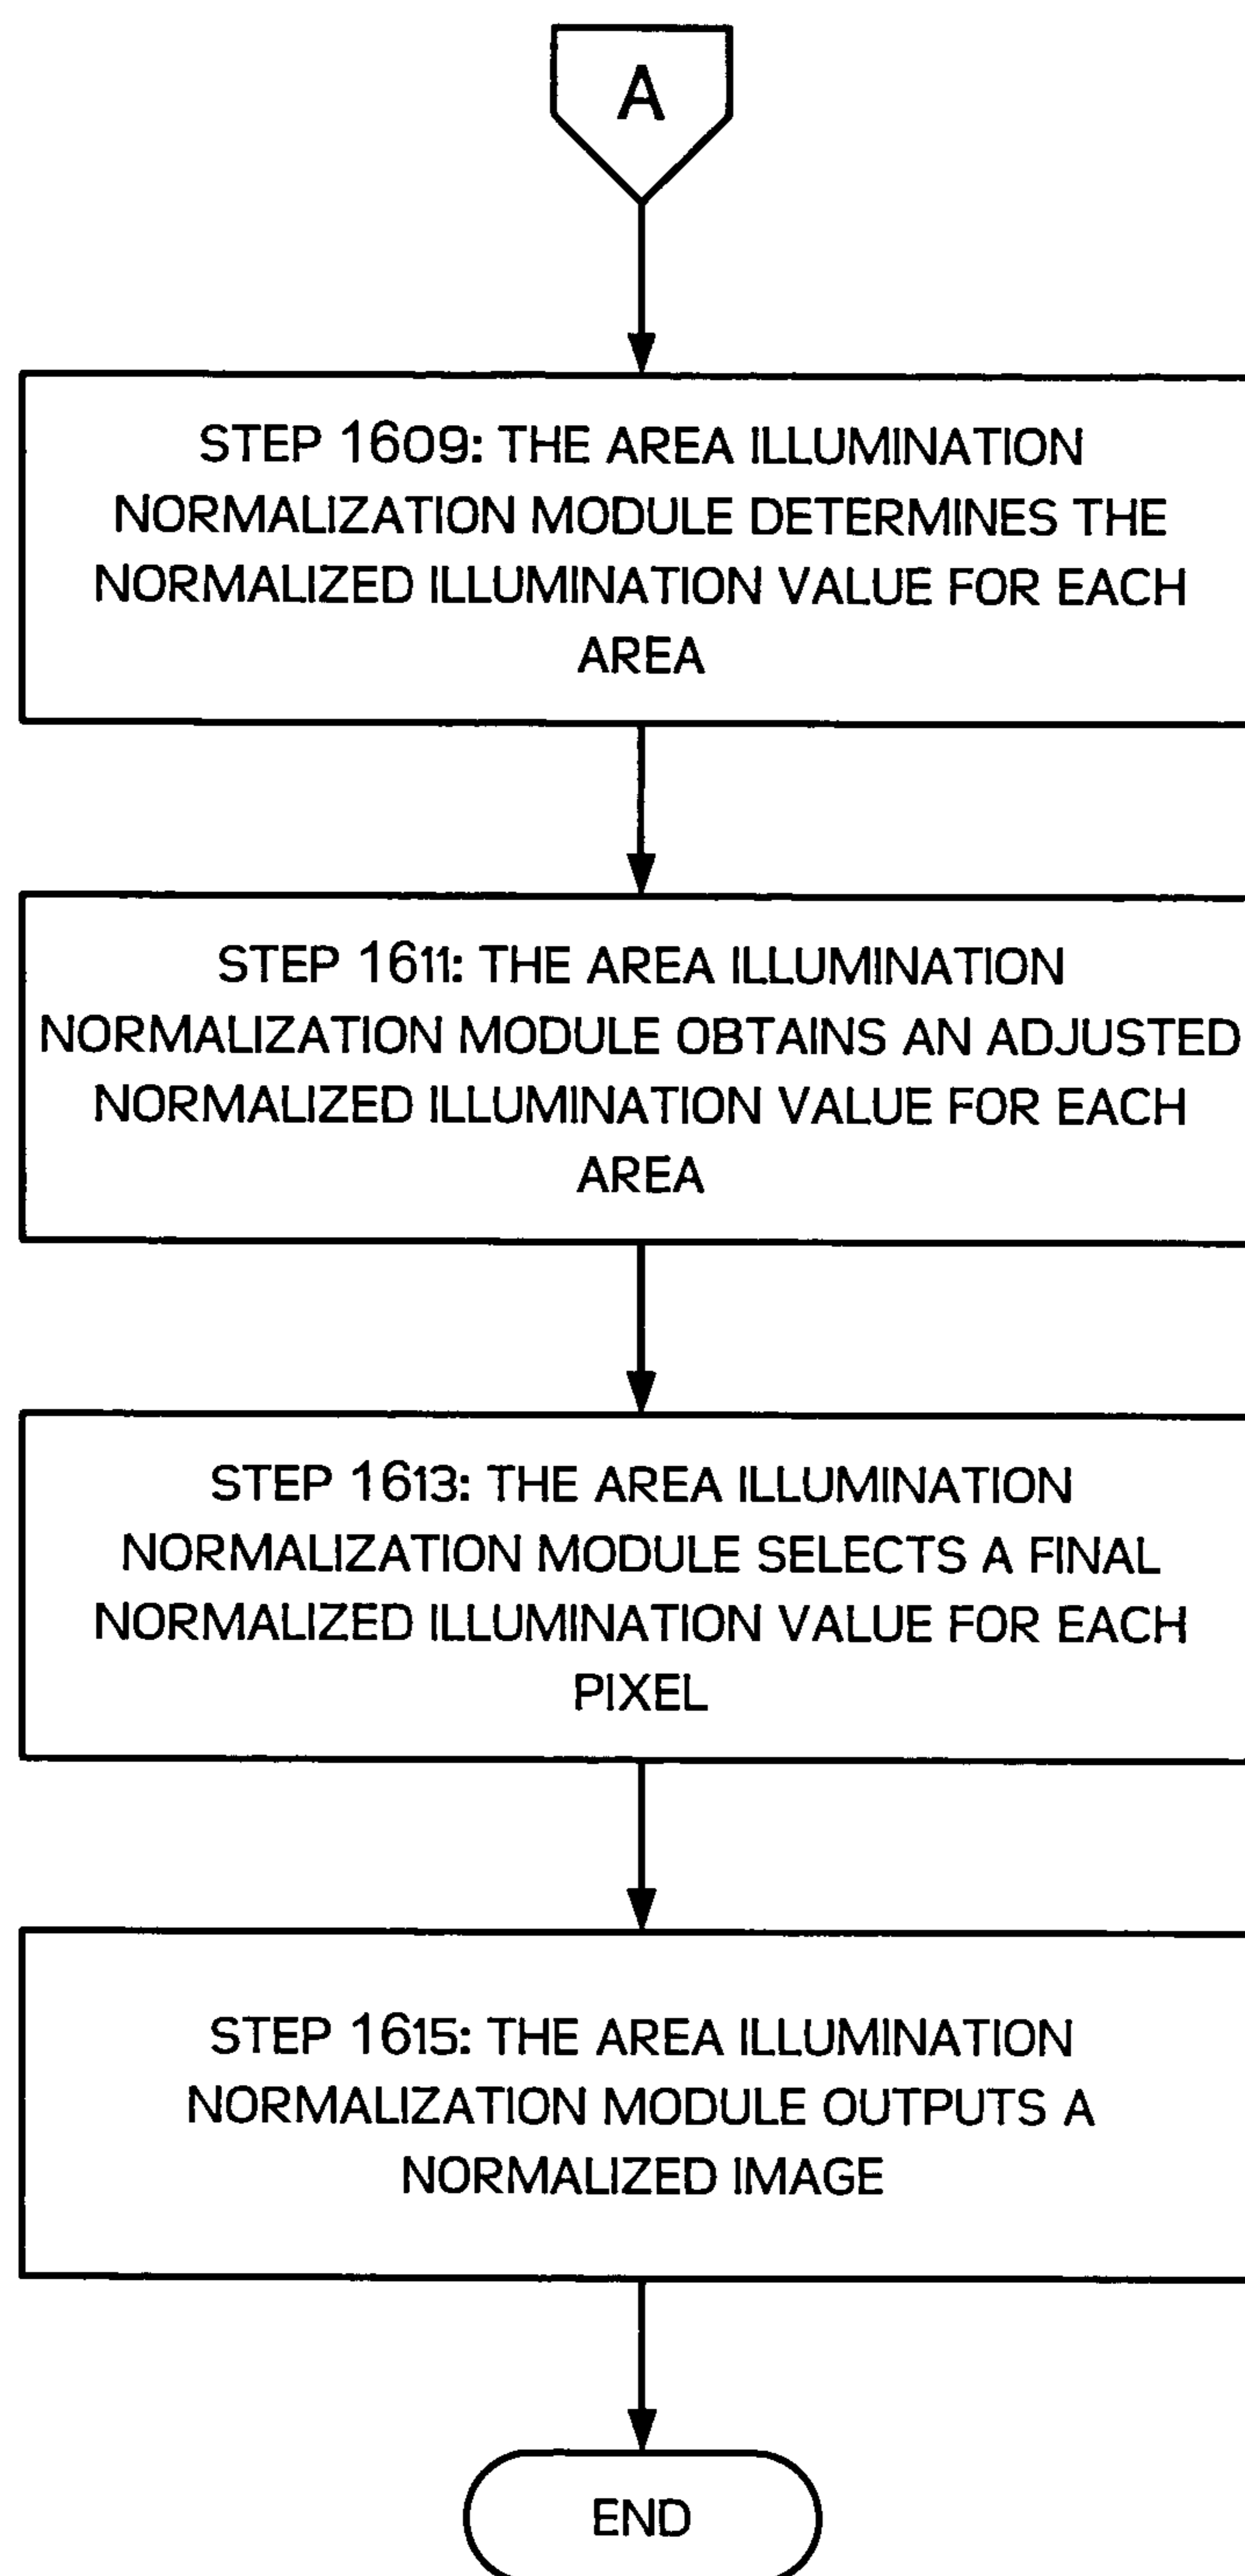 A
STEP 1609: THE AREA ILLUMINATION
NORMALIZATION MODULE DETERMINES THE
NORMALIZED ILLUMINATION VALUE FOR EACH
AREA
STEP 1611: THE AREA ILLUMINATION
NORMALIZATION MODULE OBTAINS AN ADJUSTED
NORMALIZED ILLUMINATION VALUE FOR EACH
AREA
STEP 1613: THE AREA ILLUMINATION
NORMALIZATION MODULE SELECTS A FINAL
NORMALIZED ILLUMINATION VALUE FOR EACH
PIXEL
STEP 1615: THE AREA ILLUMINATION
NORMALIZATION MODULE OUTPUTS A
NORMALIZED IMAGE
END